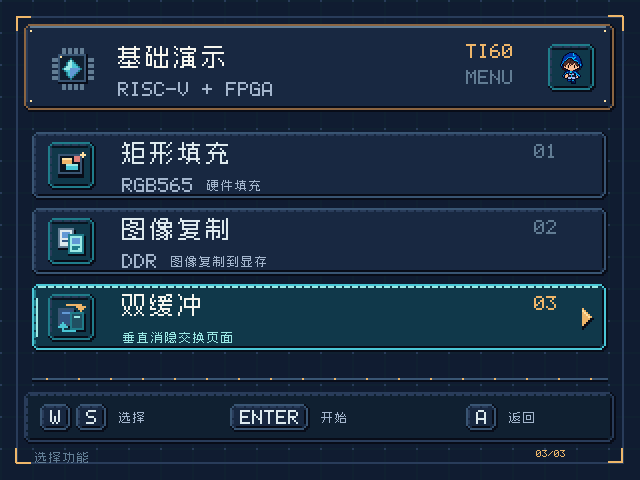 基础演示
TI60
RISC-V + FPGA
MENU
矩形填充
01
RGB565 硬件填充
图像复制
02
DDR 图像复制到显存
双缓冲
03
垂直消隐交换页面
W S 选择 ENTER 开始 A 返回
选择功能
03/03